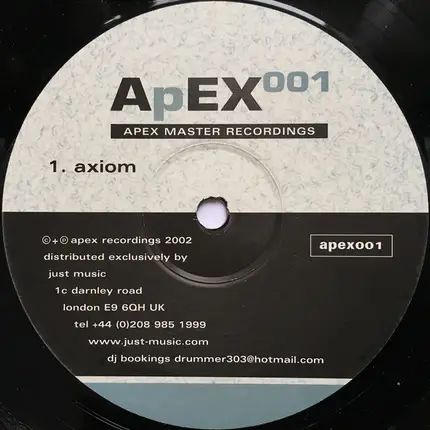 ApEX001
APEX MASTER RECORDINGS
1. axiom
©+℗ apex recordings 2002
distributed exclusively by
just music
1c darnley road
london E9 6QH UK
tel +44 (0)208 985 1999
www.just-music.com
dj bookings drummer303@hotmail.com
apex001